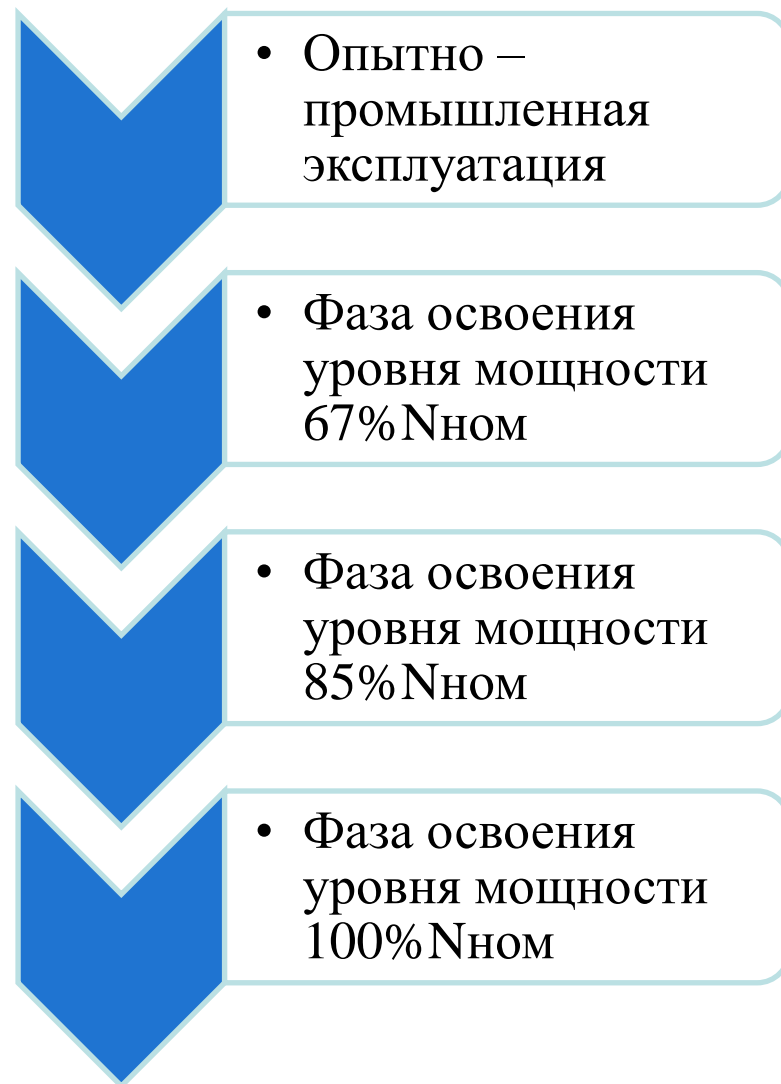 • Опытно –
промышленная
эксплуатация
• Фаза освоения
уровня мощности
67%Nном
• Фаза освоения
уровня мощности
85%Nном
• Фаза освоения
уровня мощности
100%Nном